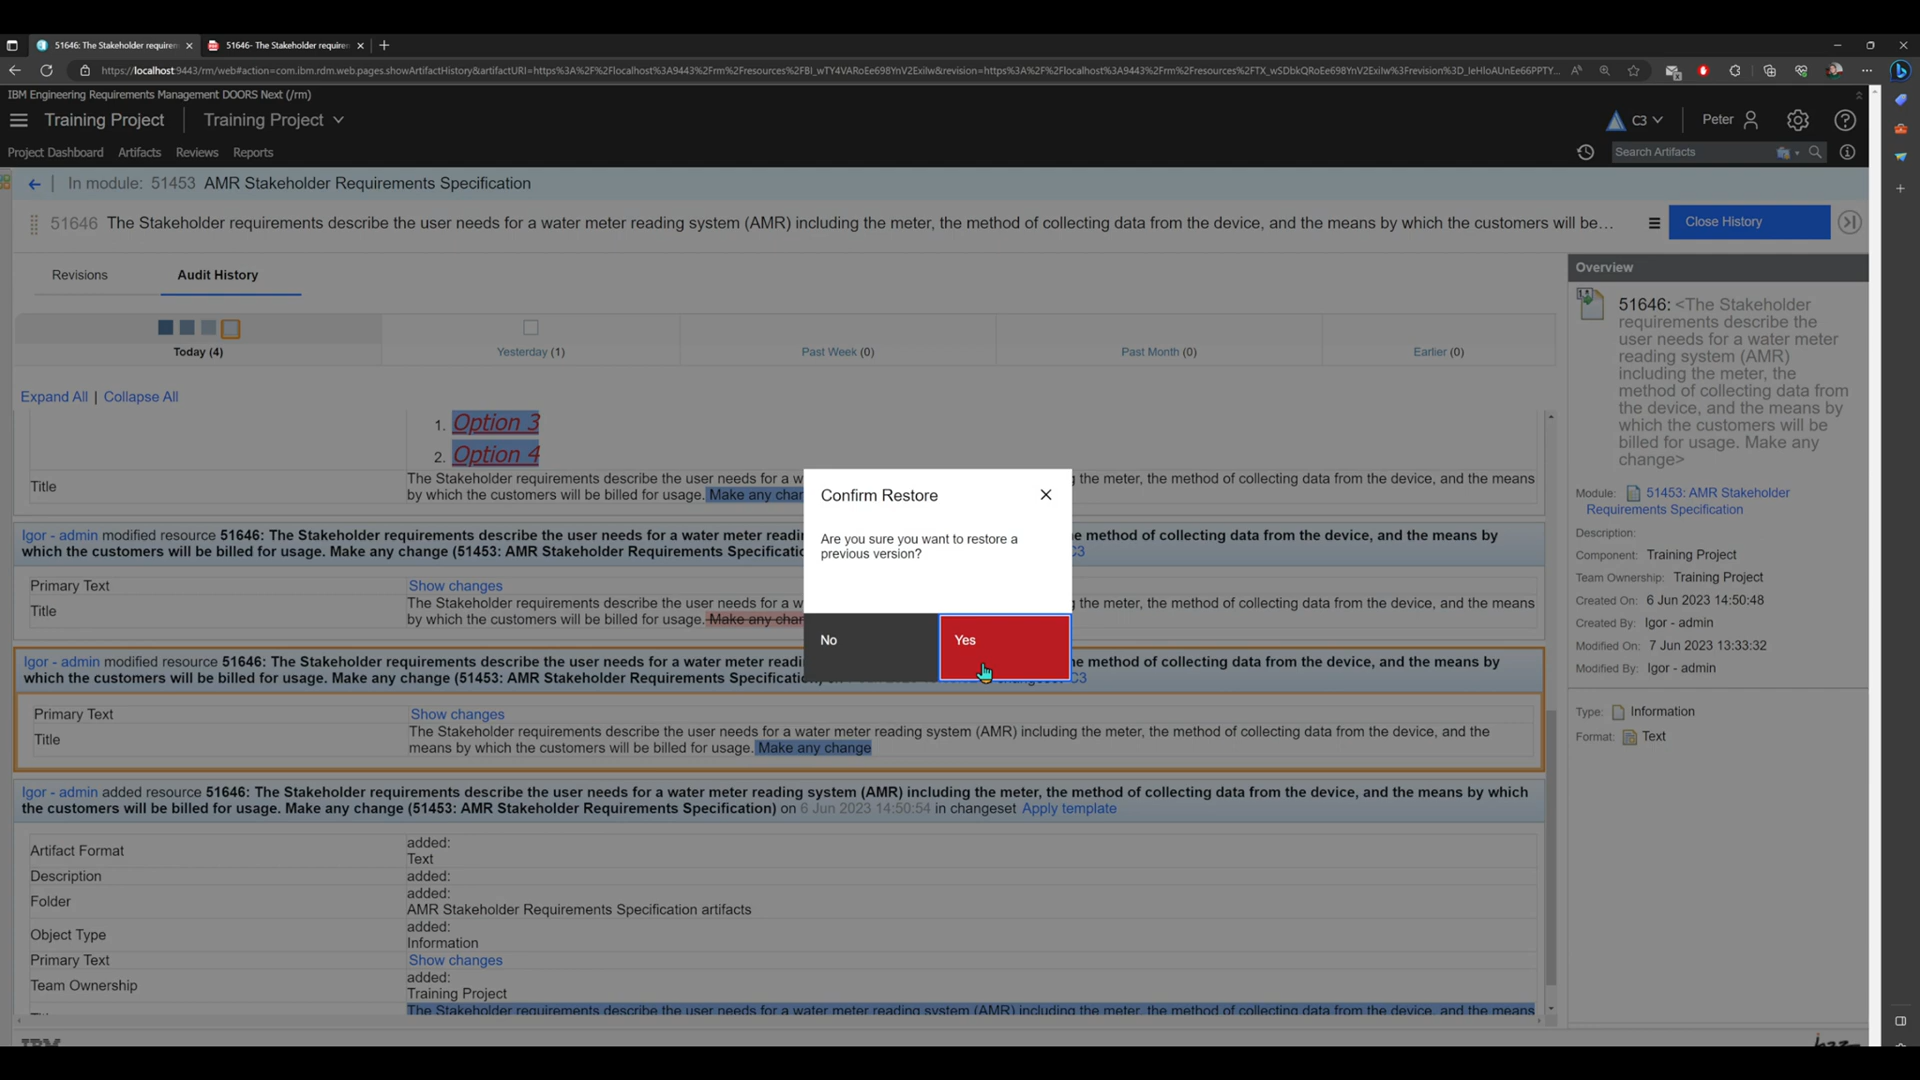 51646: The Stakeholder requirem
51646- The Stakeholder requirem
https://localhost:9443/rm/web#action=com.ibm.rdm.web.pages.showArtifactHistory&artifactURI=https%3A%2F%2Flocalhost%3A9443%2Frm%2Fresources%2FBI_wTY4VARoEe698YnV2Exilw&revision=https%3A%2F%2Flocalhost%3A9443%2Frm%2Fresources%2FTX_wSDbkQRoEe698YnV2Exilw%3Frevision%3D_IeHIoAUnEe66PPTY...
IBM Engineering Requirements Management DOORS Next (/rm)
Training Project
Training Project
C3
Peter
Project Dashboard
Artifacts
Reviews
Reports
Search Artifacts
In module: 51453 AMR Stakeholder Requirements Specification
51646 The Stakeholder requirements describe the user needs for a water meter reading system (AMR) including the meter, the method of collecting data from the device, and the means by which the customers will be...
Close History
Revisions
Audit History
Today (4)
Yesterday (1)
Past Week (0)
Past Month (0)
Earlier (0)
Expand All | Collapse All
1. Option 3
2. Option 4
Title
The Stakeholder requirements describe the user needs for a wa
the meter, the method of collecting data from the device, and the means
by which the customers will be billed for usage. Make any chan
Igor - admin modified resource 51646: The Stakeholder requirements describe the user needs for a water meter readin
e method of collecting data from the device, and the means by
which the customers will be billed for usage. Make any change (51453: AMR Stakeholder Requirements Specificatio
C3
Primary Text
Show changes
Title
The Stakeholder requirements describe the user needs for a wa
the meter, the method of collecting data from the device, and the means
by which the customers will be billed for usage. Make any chan
Igor - admin modified resource 51646: The Stakeholder requirements describe the user needs for a water meter readi
he method of collecting data from the device, and the means by
which the customers will be billed for usage. Make any change (51453: AMR Stakeholder Requirements Specification
C3
Primary Text
Show changes
Title
The Stakeholder requirements describe the user needs for a water meter reading system (AMR) including the meter, the method of collecting data from the device, and the
means by which the customers will be billed for usage. Make any change
Igor - admin added resource 51646: The Stakeholder requirements describe the user needs for a water meter reading system (AMR) including the meter, the method of collecting data from the device, and the means by which
the customers will be billed for usage. Make any change (51453: AMR Stakeholder Requirements Specification) on 6 Jun 2023 14:50:54 in changeset Apply template
Artifact Format
added:
Text
Description
added:
Folder
added:
AMR Stakeholder Requirements Specification artifacts
Object Type
added:
Information
Primary Text
Show changes
Team Ownership
added:
Training Project
The Stakeholder requirements describe the user needs for a water meter reading system (AMR) including the meter, the method of collecting data from the device, and the means
Confirm Restore
Are you sure you want to restore a
previous version?
No
Yes
Overview
51646: <The Stakeholder
requirements describe the
user needs for a water
meter reading system
(AMR) including the
meter, the method of
collecting data from
the device, and the
means by which the
customers will be
billed for usage. Make any
change>
Module: 51453: AMR Stakeholder
Requirements Specification
Description:
Component: Training Project
Team Ownership: Training Project
Created On: 6 Jun 2023 14:50:48
Created By: Igor - admin
Modified On: 7 Jun 2023 13:33:32
Modified By: Igor - admin
Type: Information
Format: Text
IBM